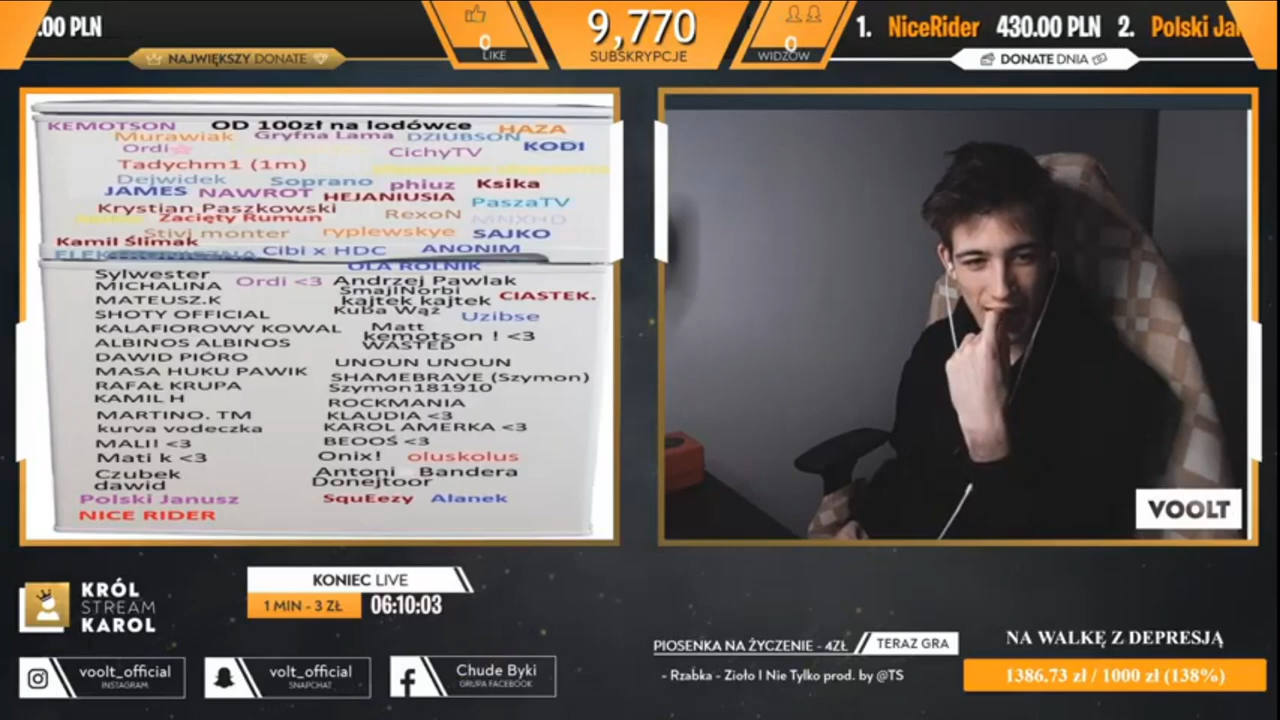 .00 PLN
NAJWIĘKSZY DONATE
0
LIKE
9,770
SUBSKRYPCJE
0
WIDZÓW
1. NiceRider 430.00 PLN 2. Polski Jan
DONATE DNIA
KEMOTSON OD 100zł na lodówce HAZA
Murawiak Gryfna Lama DZIUBSON
Ordi CichyTV KODI
Tadychm1 (1m)
Dejwidek Soprano phiuz Ksika
JAMES NAWROT HEJANIUSIA PaszaTV
Krystian Paszkowski RexoN MNXHD
Zacięty Rumun
Stivi monter ryplewskye SAJKO
Kamil Ślimak Cibi x HDC ANONIM
OLA ROLNIK
Sylwester
MICHALINA Ordi <3 Andrzej Pawlak
SmajlNorbi
MATEUSZ.K kajtek kajtek CIASTEK.
SHOTY OFFICIAL Kuba Wąż Uzibse
KALAFIOROWY KOWAL Matt
kemotson ! <3
ALBINOS ALBINOS WASTED
DAWID PIÓRO UNOUN UNOUN
MASA HUKU PAWIK SHAMEBRAVE (Szymon)
RAFAŁ KRUPA Szymon181910
KAMIL H ROCKMANIA
MARTINO. TM KLAUDIA <3
kurva vodeczka KAROL AMERKA <3
MALI! <3 BEOOŚ <3
Mati k <3 Onix! oluskolus
Czubek Antoni Bandera
dawid Donejtoor
Polski Janusz SquEezy Alanek
NICE RIDER
VOOLT
KRÓL
STREAM
KAROL
KONIEC LIVE
1 MIN - 3 ZŁ 06:10:03
voolt_official
INSTAGRAM
volt_official
SNAPCHAT
Chude Byki
GRUPA FACEBOOK
PIOSENKA NA ŻYCZENIE - 4ZŁ TERAZ GRA
- Rzabka - Zioło I Nie Tylko prod. by @TS
NA WALKĘ Z DEPRESJĄ
1386.73 zł / 1000 zł (138%)